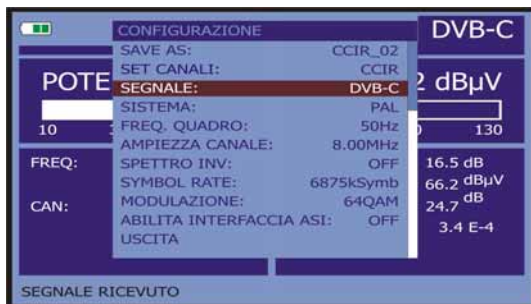 CONFIGURAZIONE
DVB-C
SAVE AS: CCIR_02
SET CANALI: CCIR
POTE
SEGNALE: DVB-C
2 dBµV
SISTEMA: PAL
10
FREQ. QUADRO: 50Hz
130
AMPIEZZA CANALE: 8.00MHz
FREQ:
SPETTRO INV: OFF
16.5 dB
SYMBOL RATE: 6875kSymb
66.2 dBµV
CAN:
MODULAZIONE: 64QAM
24.7 dB
ABILITA INTERFACCIA ASI: OFF
3.4 E-4
USCITA
SEGNALE RICEVUTO